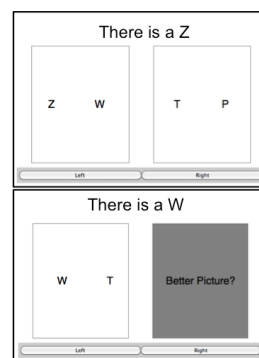 There is a Z
Z W T P
Left Right
There is a W
W T Better Picture?
Left Right